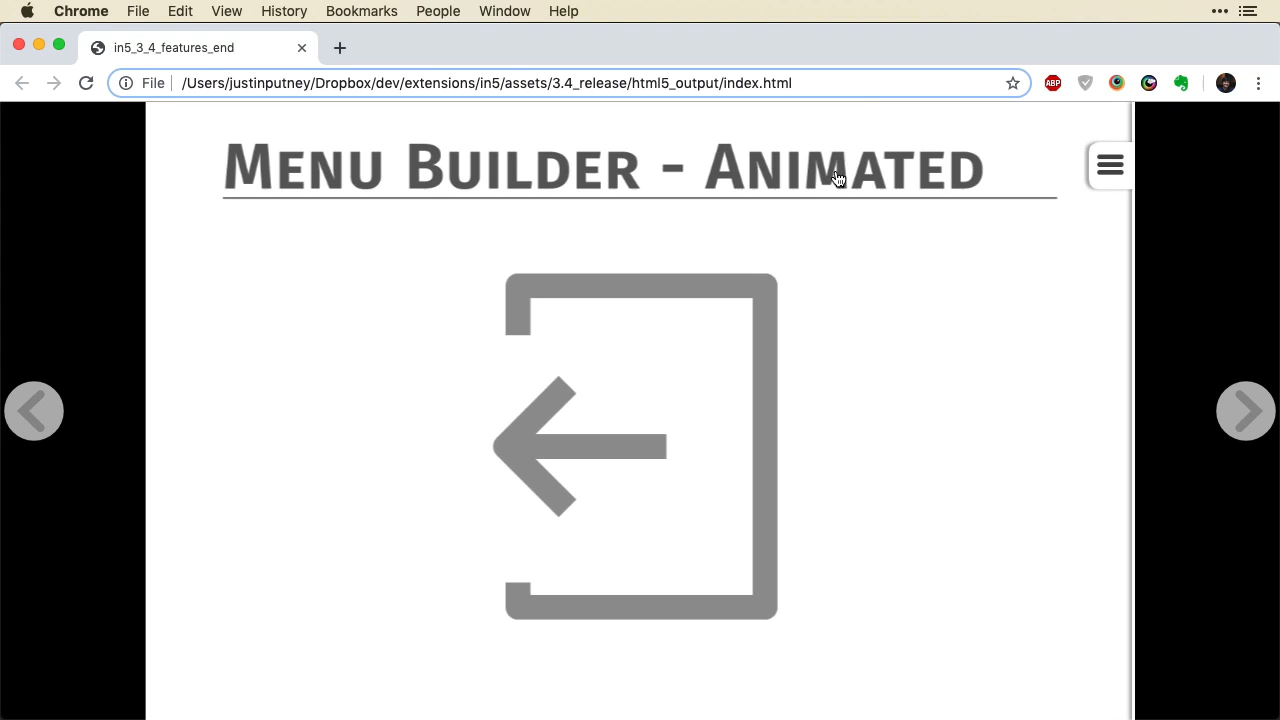 Chrome File Edit View History Bookmarks People Window Help
in5_3_4_features_end
File /Users/justinputney/Dropbox/dev/extensions/in5/assets/3.4_release/html5_output/index.html
ABP
Menu Builder - Animated